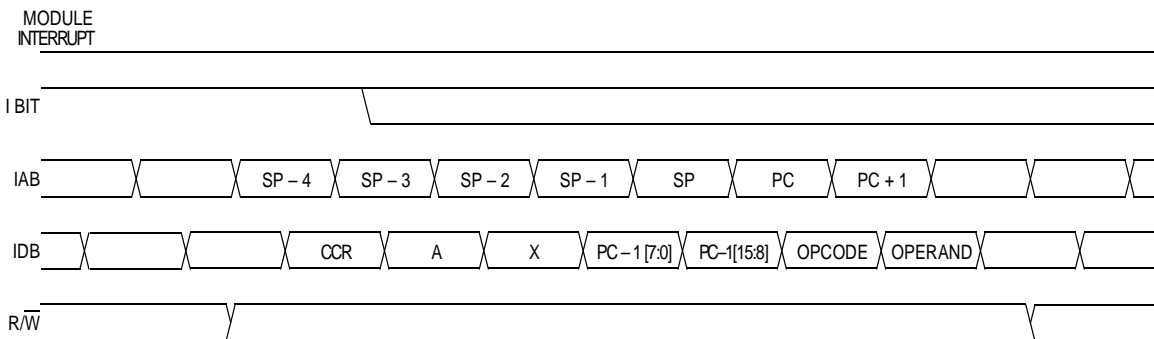 MODULE
INTERRUPT
I BIT
IAB SP – 4 SP – 3 SP – 2 SP – 1 SP PC PC + 1
IDB CCR A X PC – 1 [7:0] PC–1[15:8] OPCODE OPERAND
R/W̅